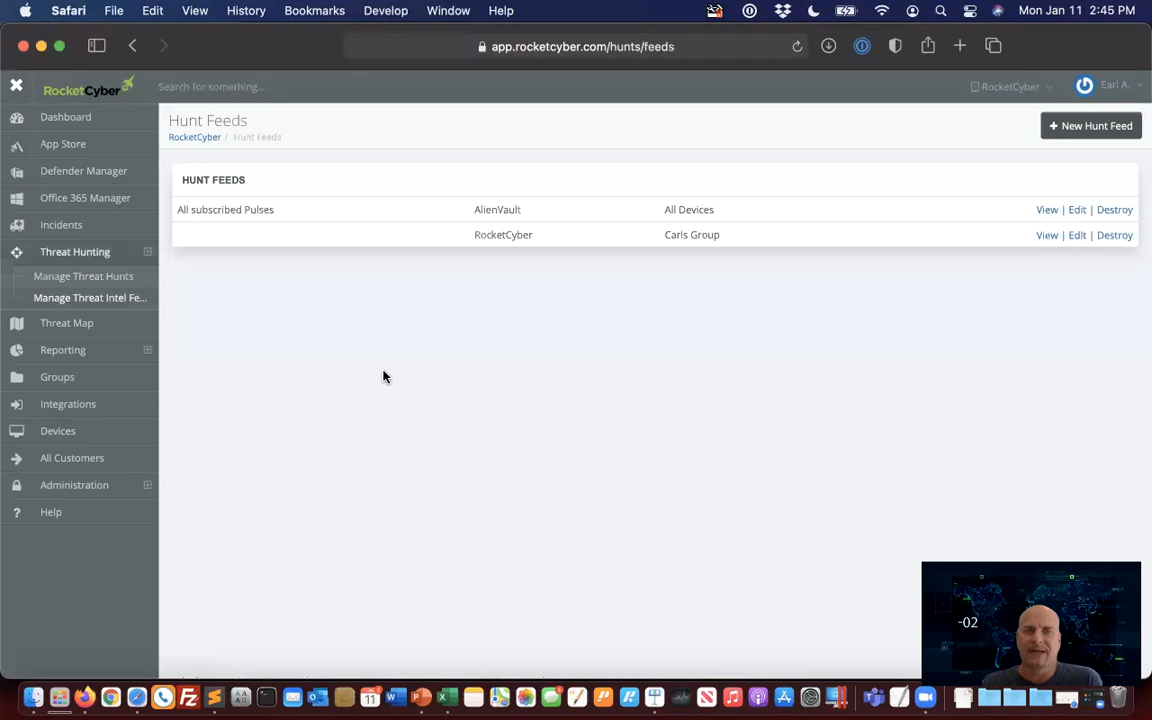 Safari File Edit View History Bookmarks Develop Window Help Mon Jan 11 2:45 PM
app.rocketcyber.com/hunts/feeds
RocketCyber Search for something... RocketCyber Earl A.
Dashboard
App Store
Defender Manager
Office 365 Manager
Incidents
Threat Hunting
Manage Threat Hunts
Manage Threat Intel Fe...
Threat Map
Reporting
Groups
Integrations
Devices
All Customers
Administration
Help
Hunt Feeds
RocketCyber / Hunt Feeds
+ New Hunt Feed
HUNT FEEDS
All subscribed Pulses AlienVault All Devices View | Edit | Destroy
RocketCyber Carls Group View | Edit | Destroy
-02